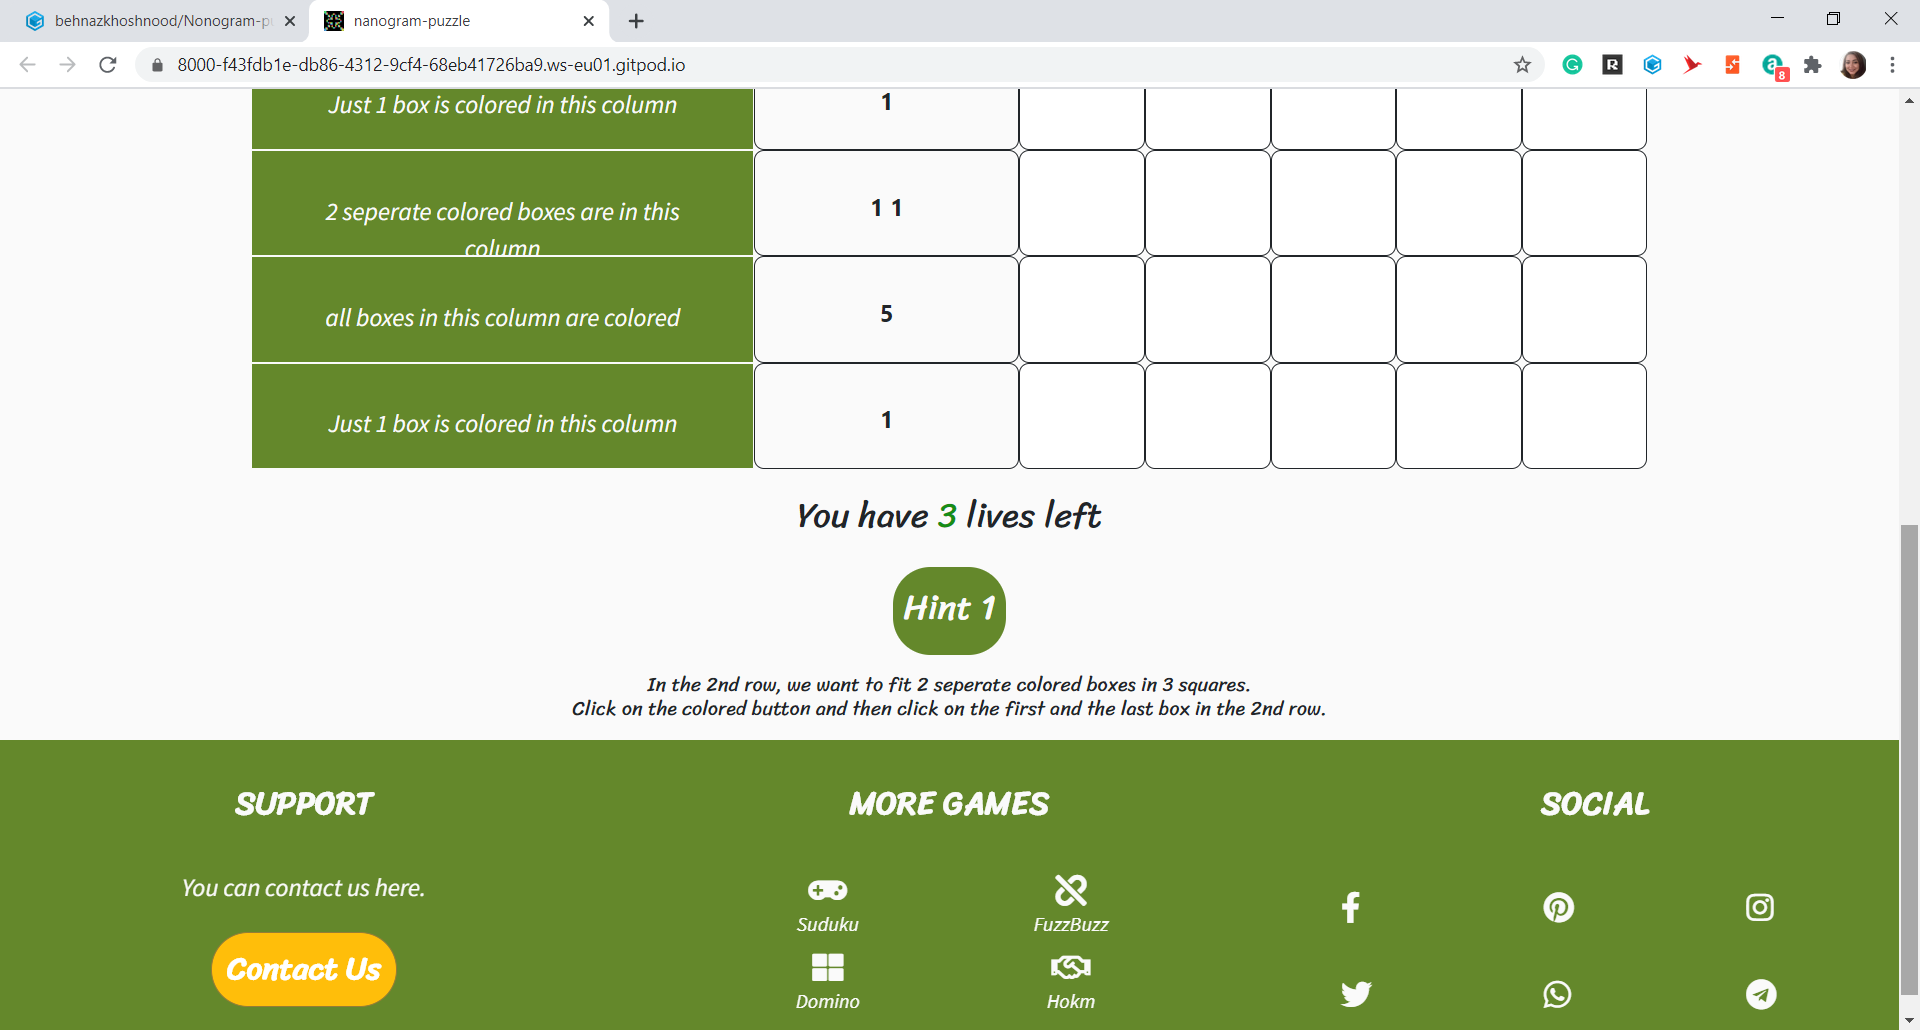 behnazkhoshnood/Nonogram-pu
nanogram-puzzle
8000-f43fdb1e-db86-4312-9cf4-68eb41726ba9.ws-eu01.gitpod.io
8
Just 1 box is colored in this column
1
2 seperate colored boxes are in this
column
1 1
all boxes in this column are colored
5
Just 1 box is colored in this column
1
You have 3 lives left
Hint 1
In the 2nd row, we want to fit 2 seperate colored boxes in 3 squares.
Click on the colored button and then click on the first and the last box in the 2nd row.
SUPPORT
You can contact us here.
Contact Us
MORE GAMES
Suduku
FuzzBuzz
Domino
Hokm
SOCIAL